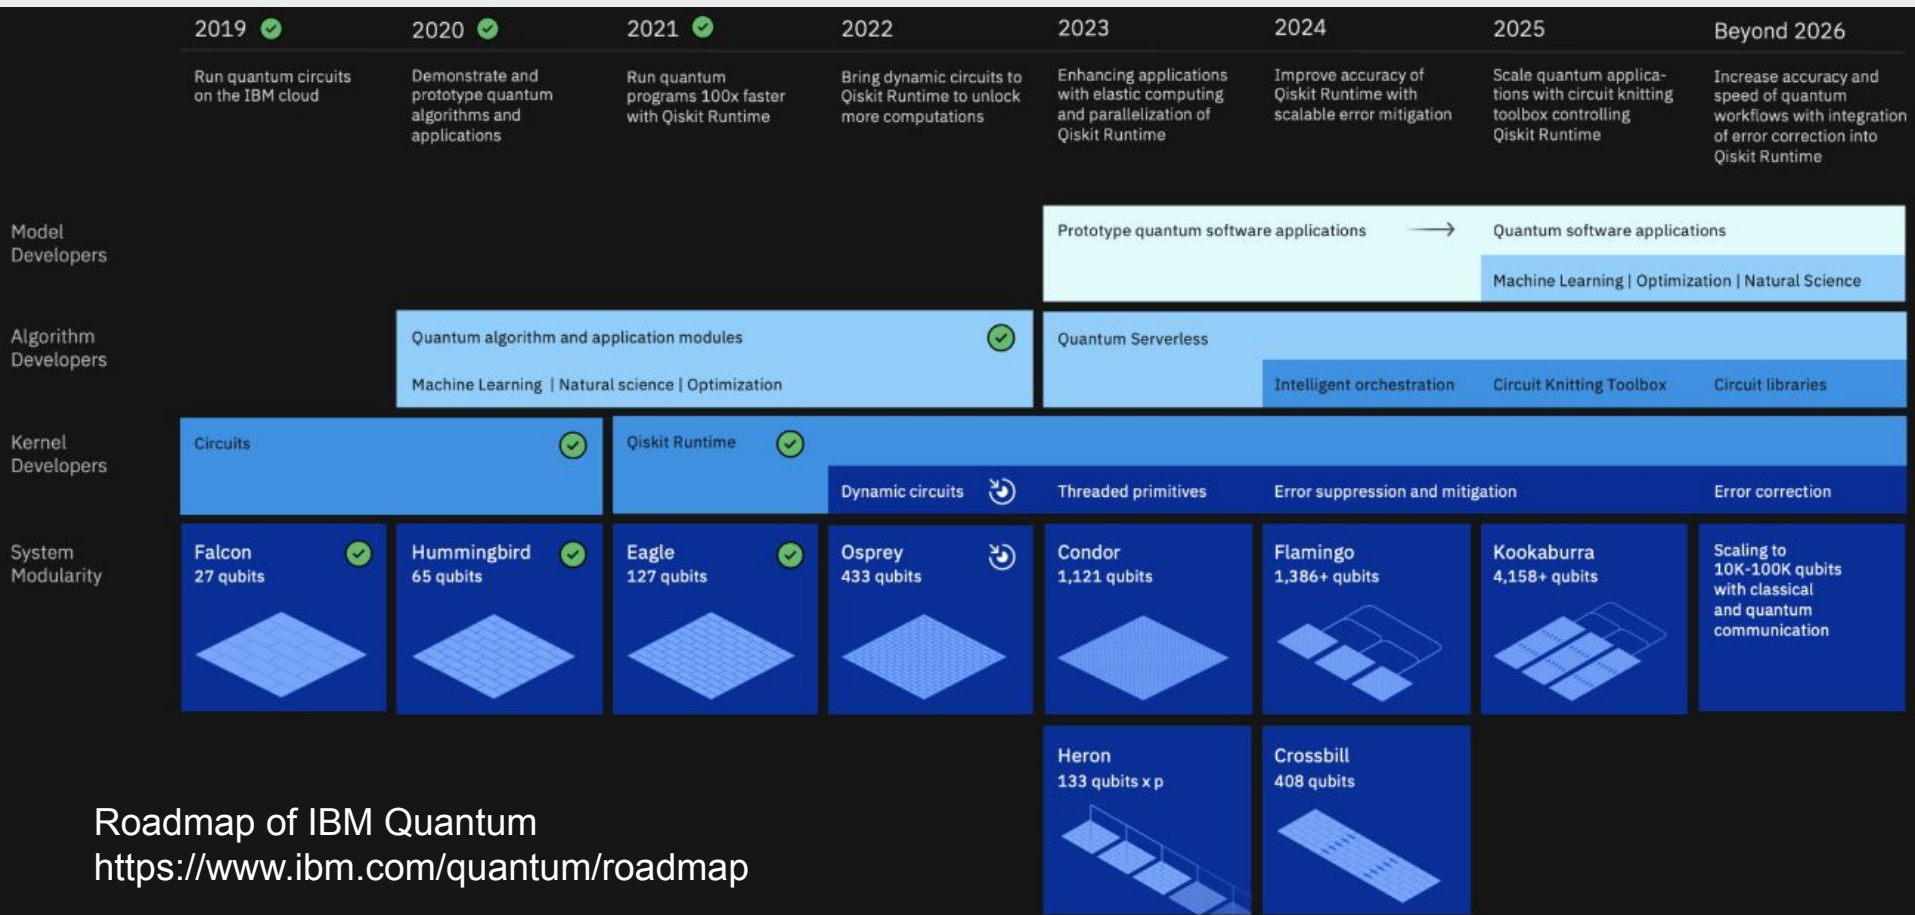 2019
2020
2021
2022
2023
2024
2025
Beyond 2026
Run quantum circuits
on the IBM cloud
Demonstrate and
prototype quantum
algorithms and
applications
Run quantum
programs 100x faster
with Qiskit Runtime
Bring dynamic circuits to
Qiskit Runtime to unlock
more computations
Enhancing applications
with elastic computing
and parallelization of
Qiskit Runtime
Improve accuracy of
Qiskit Runtime with
scalable error mitigation
Scale quantum applica-
tions with circuit knitting
toolbox controlling
Qiskit Runtime
Increase accuracy and
speed of quantum
workflows with integration
of error correction into
Qiskit Runtime
Model
Developers
Prototype quantum software applications →
Quantum software applications
Machine Learning | Optimization | Natural Science
Algorithm
Developers
Quantum algorithm and application modules
Machine Learning | Natural science | Optimization
Quantum Serverless
Intelligent orchestration
Circuit Knitting Toolbox
Circuit libraries
Kernel
Developers
Circuits
Qiskit Runtime
Dynamic circuits
Threaded primitives
Error suppression and mitigation
Error correction
System
Modularity
Falcon
27 qubits
Hummingbird
65 qubits
Eagle
127 qubits
Osprey
433 qubits
Condor
1,121 qubits
Flamingo
1,386+ qubits
Kookaburra
4,158+ qubits
Scaling to
10K-100K qubits
with classical
and quantum
communication
Heron
133 qubits x p
Crossbill
408 qubits
Roadmap of IBM Quantum
https://www.ibm.com/quantum/roadmap